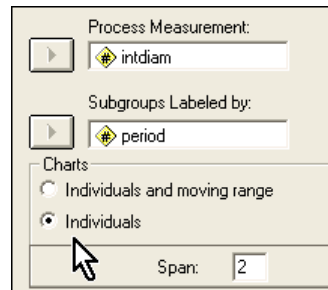 Process Measurement:
intdiam
Subgroups Labeled by:
period
Charts
Individuals and moving range
Individuals
Span: 2